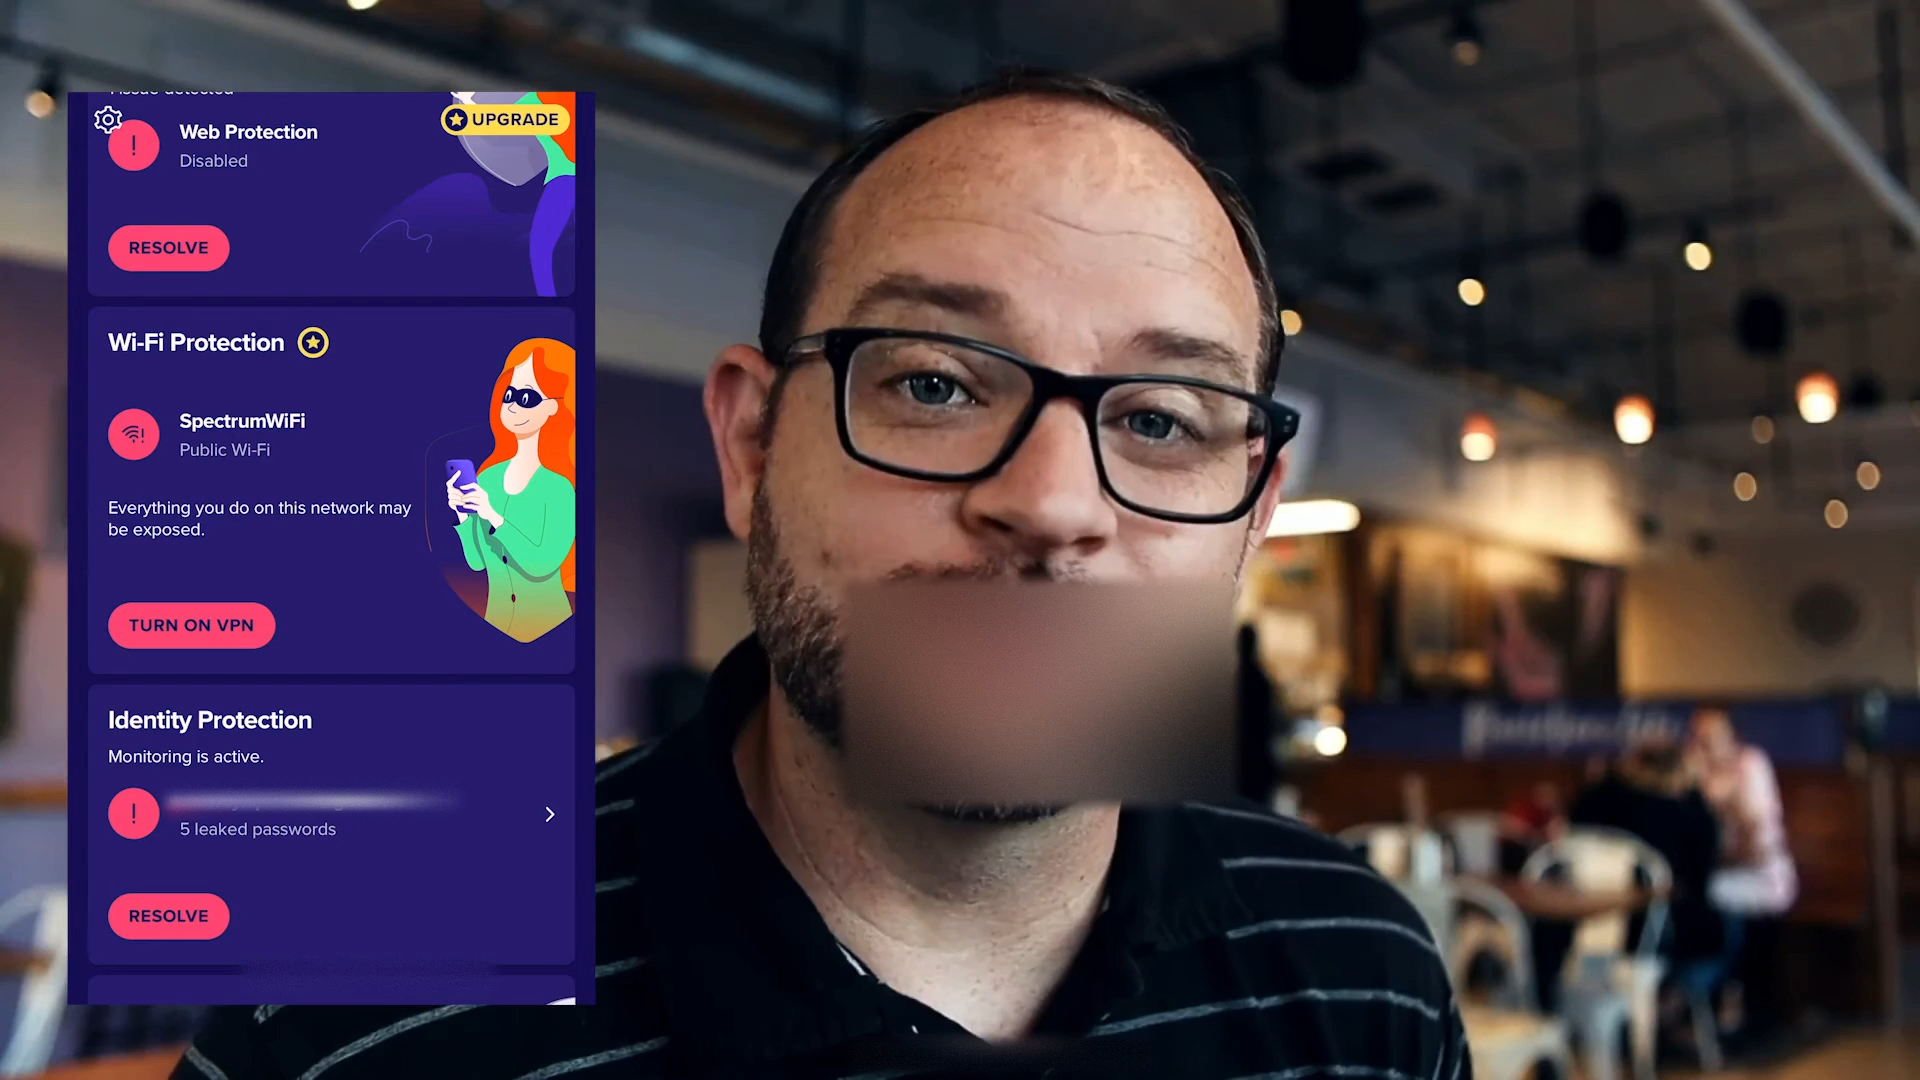 UPGRADE
Web Protection
Disabled
RESOLVE
Wi-Fi Protection
SpectrumWiFi
Public Wi-Fi
Everything you do on this network may
be exposed.
TURN ON VPN
Identity Protection
Monitoring is active.
5 leaked passwords
RESOLVE